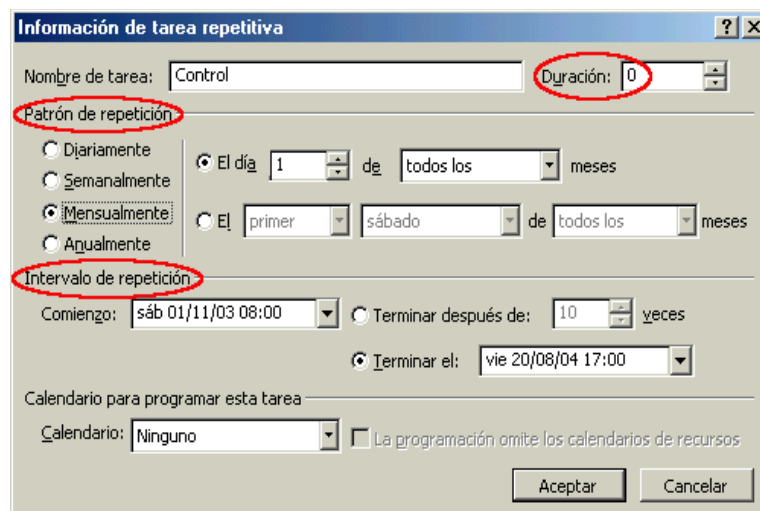 Información de tarea repetitiva
Nombre de tarea: Control Duración: 0
Patrón de repetición
Diariamente
Semanalmente
Mensualmente
Anualmente
El día 1 de todos los meses
El primer sábado de todos los meses
Intervalo de repetición
Comienzo: sáb 01/11/03 08:00 Terminar después de: 10 veces
Terminar el: vie 20/08/04 17:00
Calendario para programar esta tarea
Calendario: Ninguno La programación omite los calendarios de recursos
Aceptar Cancelar